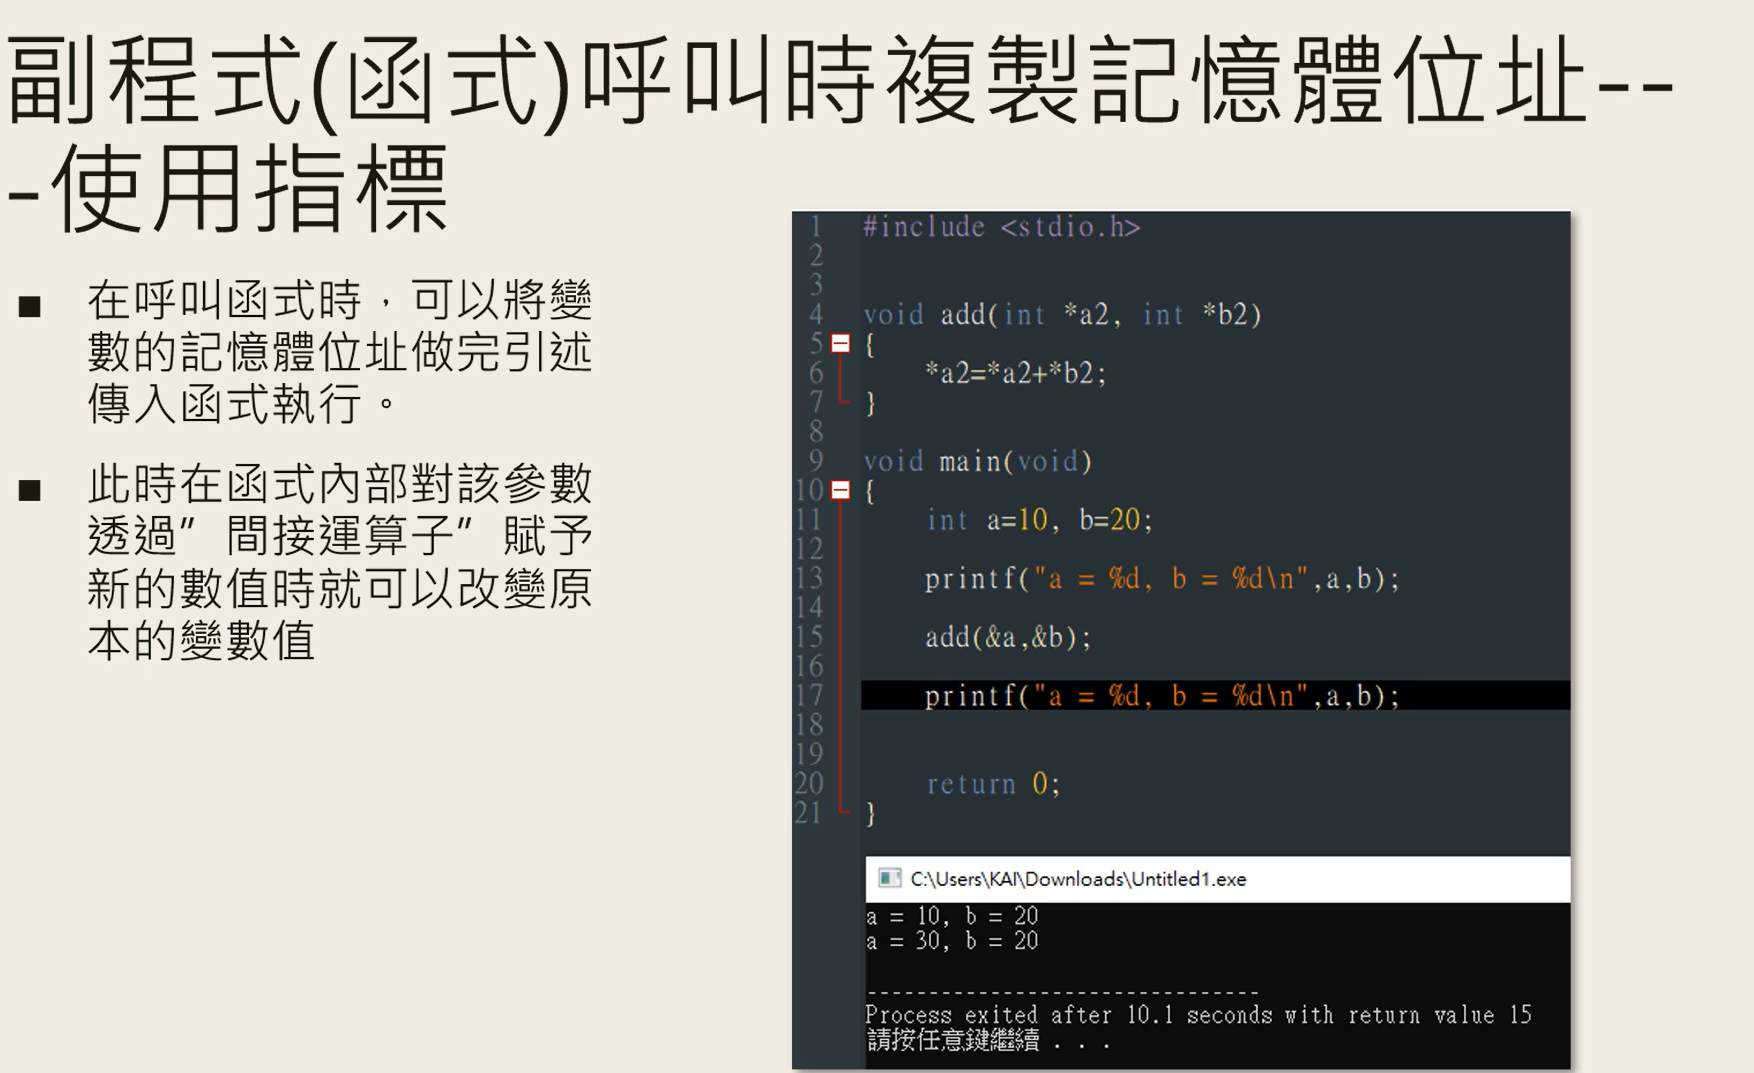 副程式(函式)呼叫時複製記憶體位址--
-使用指標
■ 在呼叫函式時，可以將變
數的記憶體位址做完引述
傳入函式執行。
■ 此時在函式內部對該參數
透過”間接運算子”賦予
新的數值時就可以改變原
本的變數值
1 #include <stdio.h>
2
3
4 void add(int *a2, int *b2)
5 {
6     *a2=*a2+*b2;
7 }
8
9 void main(void)
10 {
11     int a=10, b=20;
12
13     printf("a = %d, b = %d\n",a,b);
14
15     add(&a,&b);
16
17     printf("a = %d, b = %d\n",a,b);
18
19
20     return 0;
21 }
C:\Users\KAI\Downloads\Untitled1.exe
a = 10, b = 20
a = 30, b = 20
--------------------------------
Process exited after 10.1 seconds with return value 15
請按任意鍵繼續 . . .